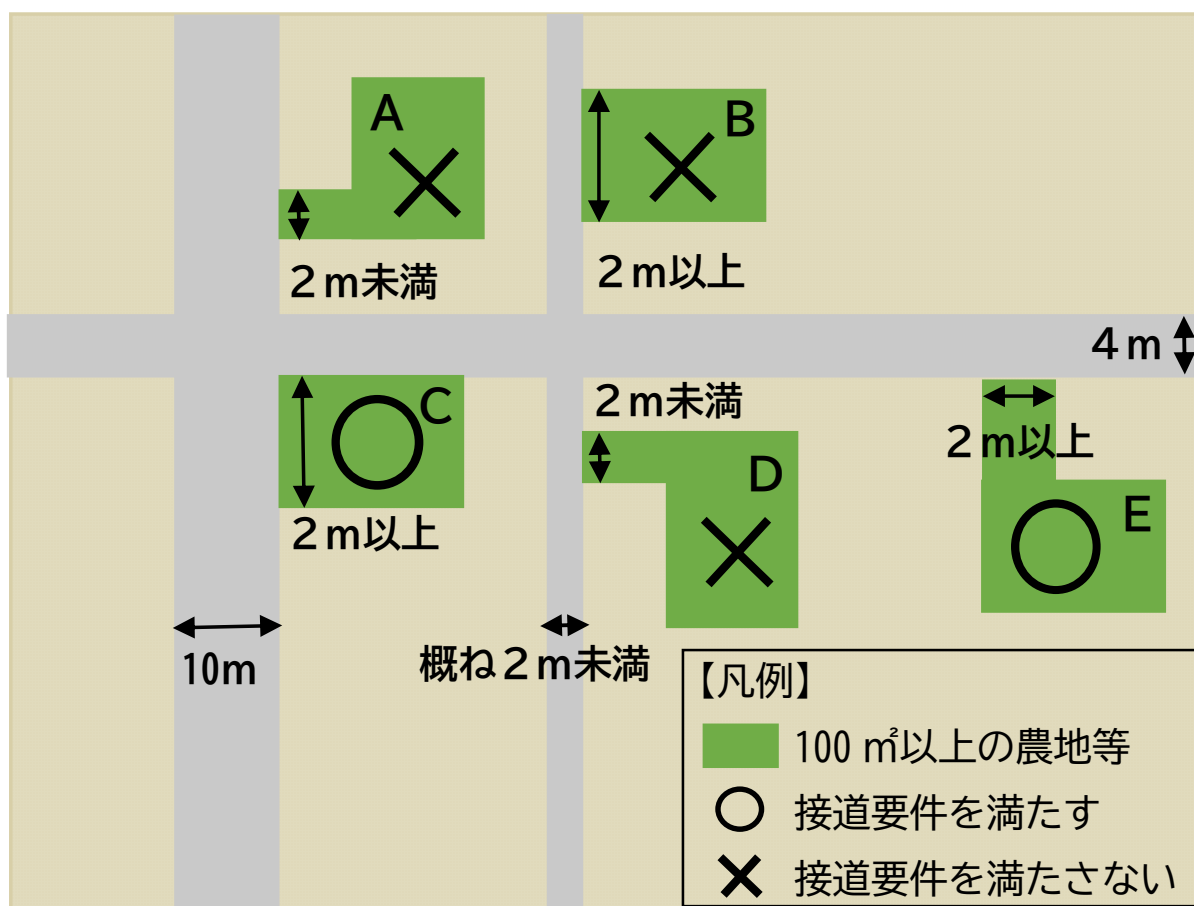 A
B
2m未満
2m以上
4m
C
2m未満
2m以上
D
E
2m以上
10m
概ね2m未満
【凡例】
100 ㎡以上の農地等
接道要件を満たす
接道要件を満たさない